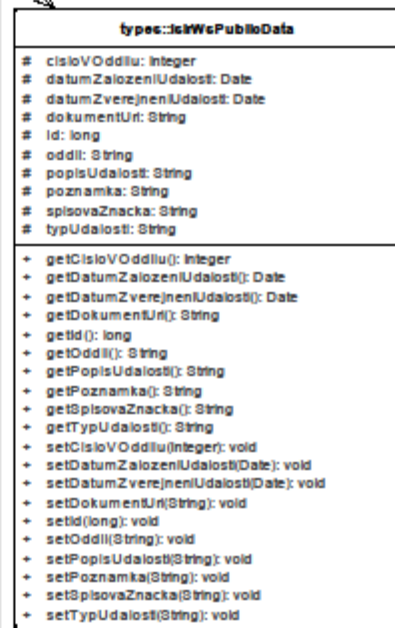 types::IsirWsPublicData
# cisloVOddilu: Integer
# datumZalozeniUdalosti: Date
# datumZverejneniUdalosti: Date
# dokumentUrl: String
# id: long
# oddil: String
# popisUdalosti: String
# poznamka: String
# spisovaZnacka: String
# typUdalosti: String
+ getCisloVOddilu(): Integer
+ getDatumZalozeniUdalosti(): Date
+ getDatumZverejneniUdalosti(): Date
+ getDokumentUrl(): String
+ getId(): long
+ getOddil(): String
+ getPopisUdalosti(): String
+ getPoznamka(): String
+ getSpisovaZnacka(): String
+ getTypUdalosti(): String
+ setCisloVOddilu(Integer): void
+ setDatumZalozeniUdalosti(Date): void
+ setDatumZverejneniUdalosti(Date): void
+ setDokumentUrl(String): void
+ setId(long): void
+ setOddil(String): void
+ setPopisUdalosti(String): void
+ setPoznamka(String): void
+ setSpisovaZnacka(String): void
+ setTypUdalosti(String): void